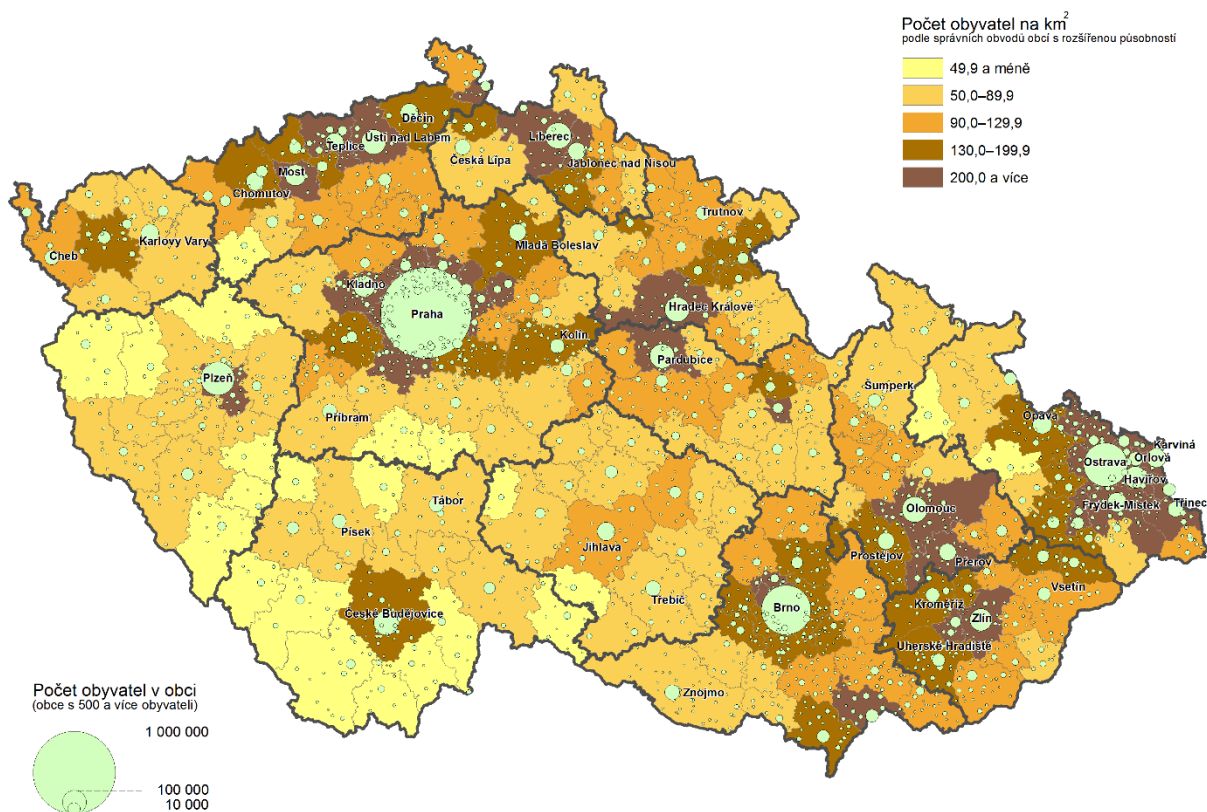 Počet obyvatel na km²
podle správních obvodů obcí s rozšířenou působností
49,9 a méně
50,0–89,9
90,0–129,9
130,0–199,9
200,0 a více
Děčín
Ústí nad Labem
Teplice
Liberec
Česká Lípa
Jablonec nad Nisou
Most
Chomutov
Trutnov
Karlovy Vary
Mladá Boleslav
Cheb
Kladno
Hradec Králové
Praha
Kolín
Pardubice
Plzeň
Šumperk
Příbram
Opava
Karviná
Orlová
Ostrava
Havířov
Tábor
Olomouc
Frýdek-Místek
Třinec
Písek
Jihlava
Prostějov
Přerov
Vsetín
Třebíč
Kroměříž
České Budějovice
Brno
Zlín
Uherské Hradiště
Znojmo
Počet obyvatel v obci
(obce s 500 a více obyvateli)
1 000 000
100 000
10 000